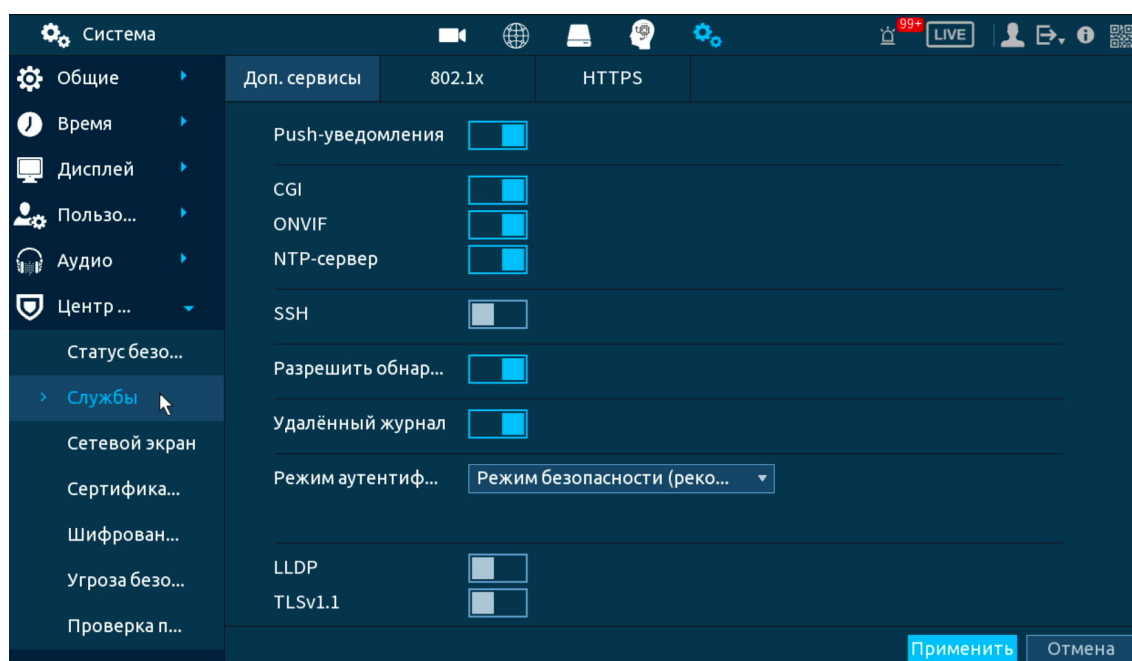 Система
99+
LIVE
Общие
Время
Дисплей
Пользо...
Аудио
Центр ...
Статус безо...
Службы
Сетевой экран
Сертифика...
Шифрован...
Угроза безо...
Проверка п...
Доп. сервисы 802.1x HTTPS
Push-уведомления
CGI
ONVIF
NTP-сервер
SSH
Разрешить обнар...
Удалённый журнал
Режим аутентиф... Режим безопасности (реко...
LLDP
TLSv1.1
Применить Отмена